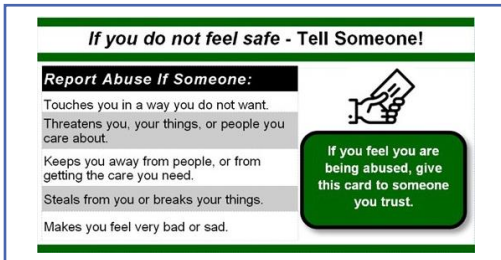 If you do not feel safe - Tell Someone!
Report Abuse If Someone:
Touches you in a way you do not want.
Threatens you, your things, or people you
care about.
Keeps you away from people, or from
getting the care you need.
Steals from you or breaks your things.
Makes you feel very bad or sad.
If you feel you are
being abused, give
this card to someone
you trust.